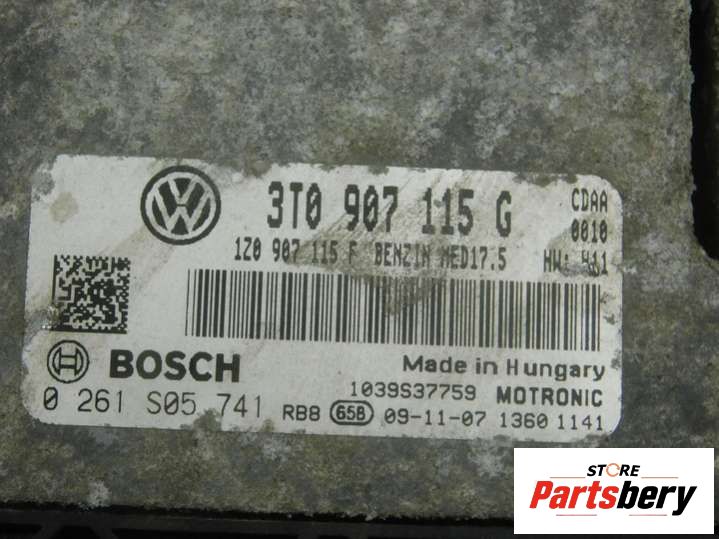 3T0 907 115 G CDAA
0010
1Z0 907 115 F BENZIN MED17.5 HW: H11
BOSCH Made in Hungary
1039S37759 MOTRONIC
0 261 S05 741 RB8 65B 09-11-07 1360 1141
STORE
Partsbery